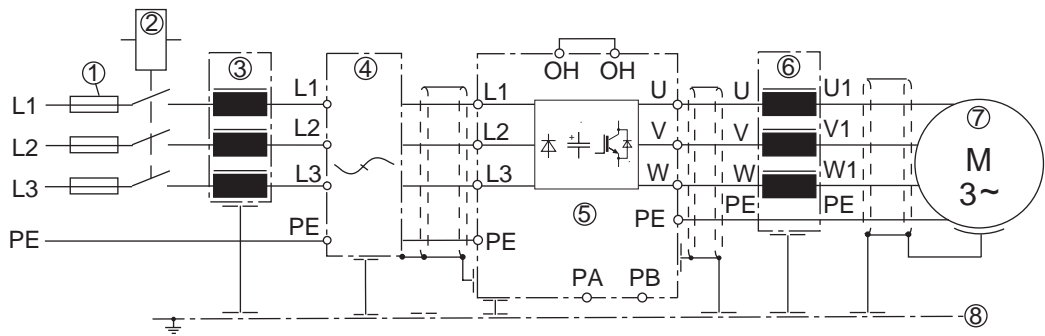 ②
① ③ ④ OH OH ⑥
L1 L1 L1 U U U1
⑦
L2 L2 L2 V V V1 M
L3 L3 L3 W W W1 3~
⑤
PE PE PE PE PE PE
PA PB
⑧